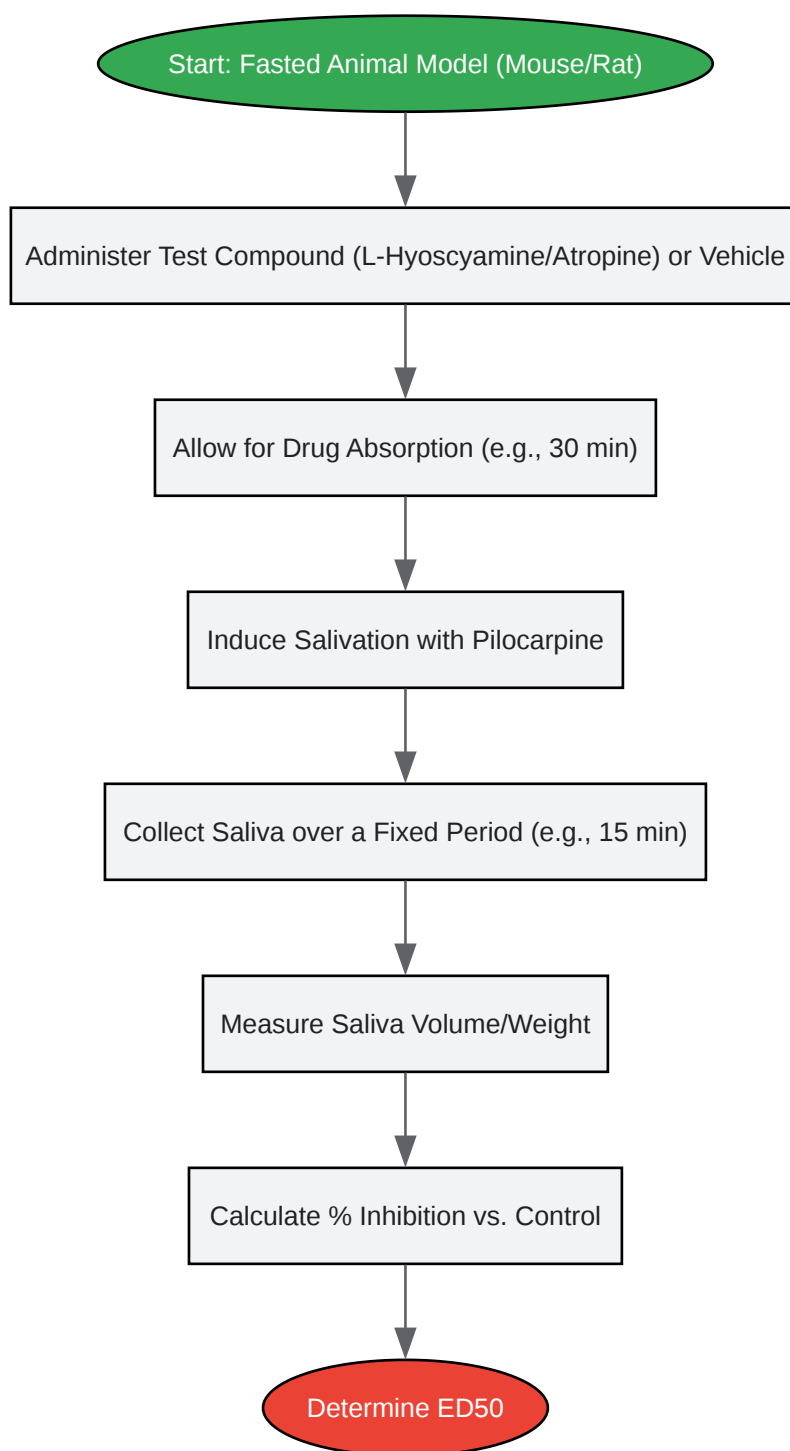 Start: Fasted Animal Model (Mouse/Rat)
Administer Test Compound (L-Hyoscyamine/Atropine) or Vehicle
Allow for Drug Absorption (e.g., 30 min)
Induce Salivation with Pilocarpine
Collect Saliva over a Fixed Period (e.g., 15 min)
Measure Saliva Volume/Weight
Calculate % Inhibition vs. Control
Determine ED50